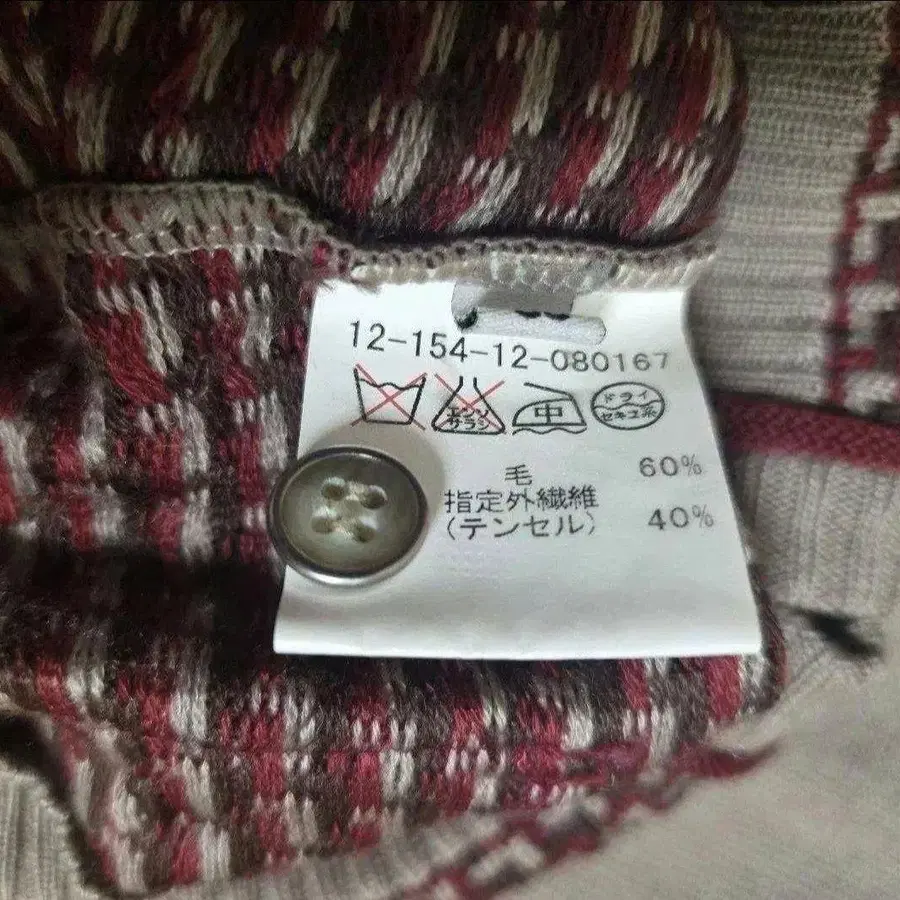 12-154-12-080167
エンソ サラシ 中 ドライ セキユ系
毛 60%
指定外繊維
(テンセル) 40%